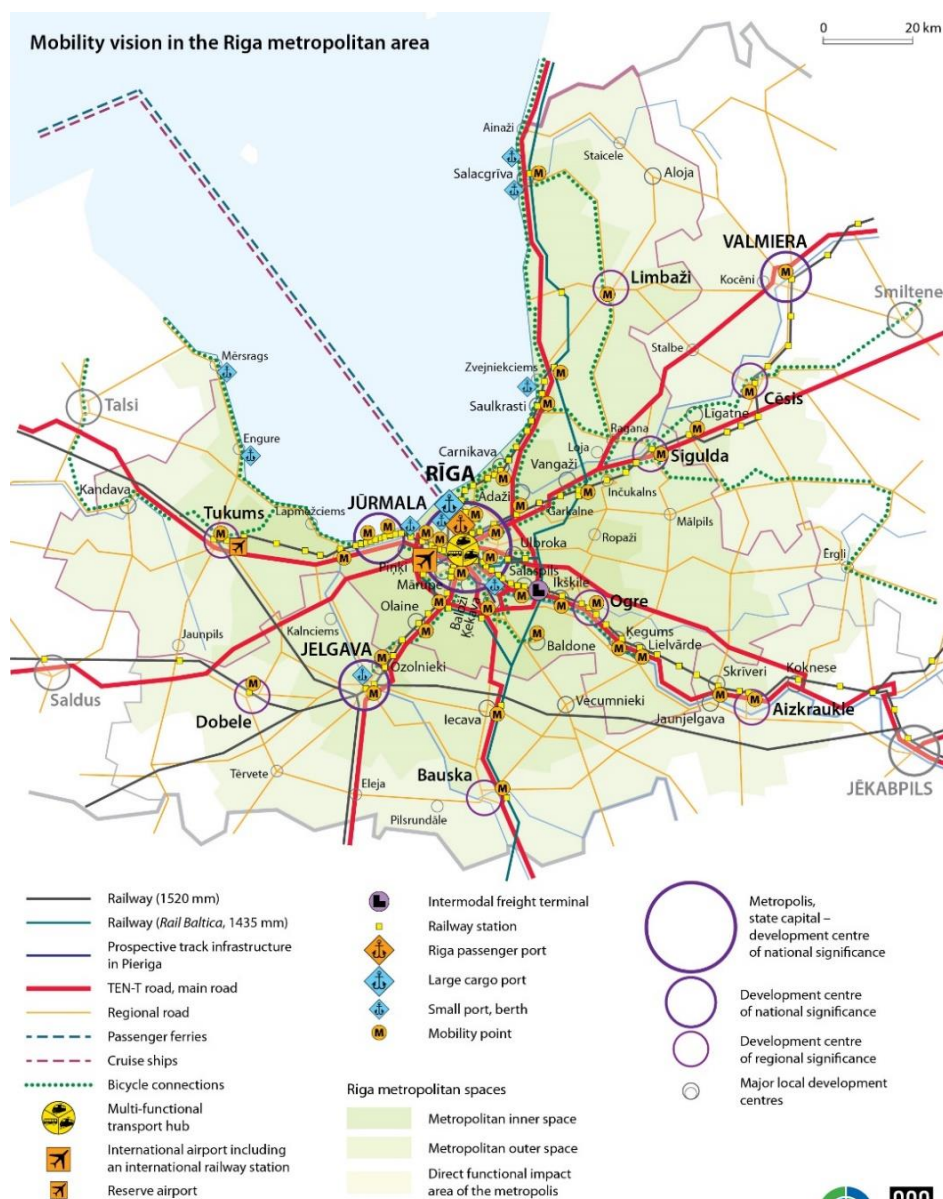 Mobility vision in the Riga metropolitan area
0 20 km
Ainaži
Staicele
Aloja
Salacgrīva
VALMIERA
Kocēni
Limbaži
Smiltene
Stalbe
Mērsrags
Zvejniekciems
Talsi
Cēsis
Saulkrasti
Līgatne
Engure
Ragana
Carnikava
Loja
Sigulda
Vangaži
RĪGA
Kandava
Ādaži
Inčukalns
Tukums
Lapmežciems
JŪRMALA
Garkalne
Mālpils
Ulbroka
Ropaži
Ērgļi
Piņķi
Salaspils
Mārupe
Ikšķile
Olaine
Baloži
Ķekava
Ogre
Jaunpils
Kalnciems
Ķegums
Baldone
Lielvārde
JELGAVA
Ozolnieki
Skrīveri
Koknese
Saldus
Vecumnieki
Jaunjelgava
Aizkraukle
Dobele
Iecava
Tērvete
Bauska
JĒKABPILS
Eleja
Pilsrundāle
Railway (1520 mm)
Railway (Rail Baltica, 1435 mm)
Prospective track infrastructure
in Pieriga
TEN-T road, main road
Regional road
Passenger ferries
Cruise ships
Bicycle connections
Multi-functional
transport hub
International airport including
an international railway station
Reserve airport
Intermodal freight terminal
Railway station
Riga passenger port
Large cargo port
Small port, berth
M Mobility point
Riga metropolitan spaces
Metropolitan inner space
Metropolitan outer space
Direct functional impact
area of the metropolis
Metropolis,
state capital –
development centre
of national significance
Development centre
of national significance
Development centre
of regional significance
Major local development
centres